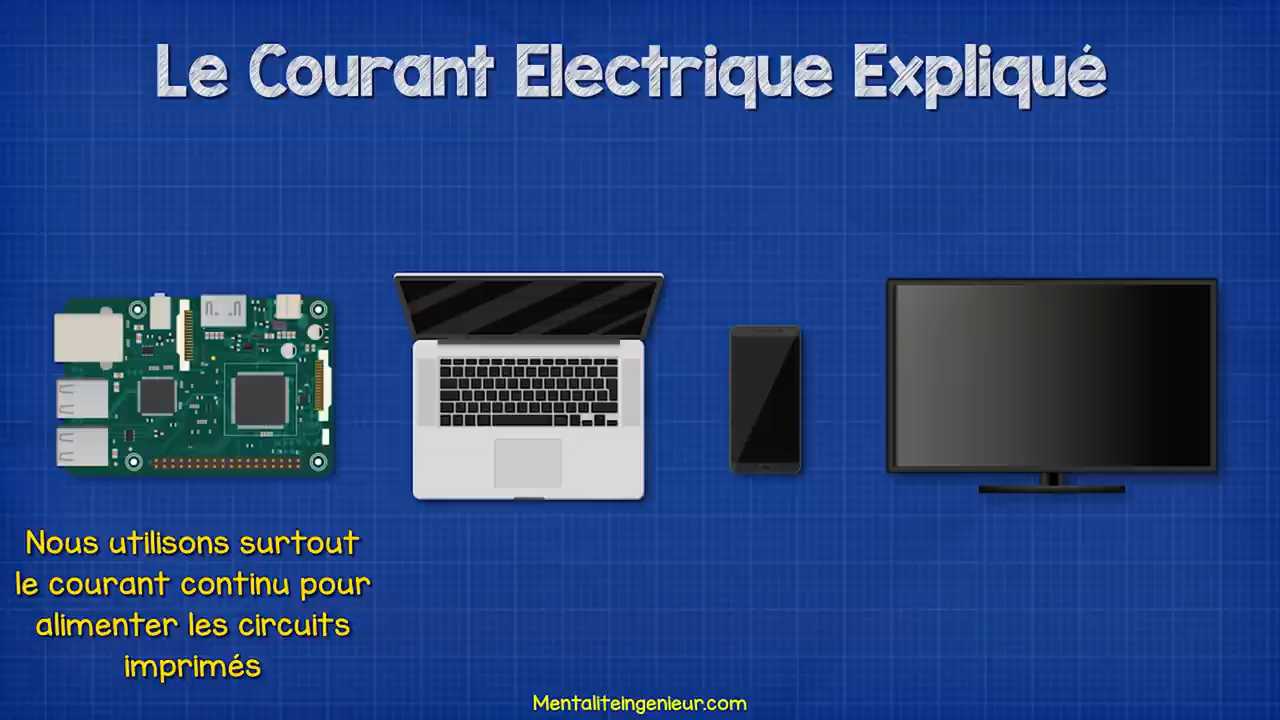 Le Courant Electrique Expliqué
Nous utilisons surtout
le courant continu pour
alimenter les circuits
imprimés
Mentaliteingenieur.com